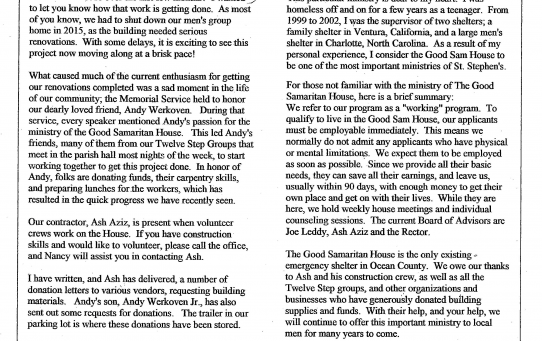 to let you know how that work is getting done. As most
of you know, we had to shut down our men's group
home in 2015, as the building needed serious
renovations. With some delays, it is exciting to see this
project now moving along at a brisk pace!
What caused much of the current enthusiasm for getting
our renovations completed was a sad moment in the life
of our community; the Memorial Service held to honor
our dearly loved friend, Andy Werkoven. During that
service, every speaker mentioned Andy's passion for the
ministry of the Good Samaritan House. This led Andy's
friends, many of them from our Twelve Step Groups that
meet in the parish hall most nights of the week, to start
working together to get this project done. In honor of
Andy, folks are donating funds, their carpentry skills,
and preparing lunches for the workers, which has
resulted in the quick progress we have recently seen.
Our contractor, Ash Aziz, is present when volunteer
crews work on the House. If you have construction
skills and would like to volunteer, please call the office,
and Nancy will assist you in contacting Ash.
I have written, and Ash has delivered, a number of
donation letters to various vendors, requesting building
materials. Andy's son, Andy Werkoven Jr., has also
sent out some requests for donations. The trailer in our
parking lot is where these donations have been stored.
homeless off and on for a few years as a teenager. From
1999 to 2002, I was the supervisor of two shelters; a
family shelter in Ventura, California, and a large men's
shelter in Charlotte, North Carolina. As a result of my
personal experience, I consider the Good Sam House to
be one of the most important ministries of St. Stephen's.
For those not familiar with the ministry of The Good
Samaritan House, here is a brief summary:
We refer to our program as a "working" program. To
qualify to live in the Good Sam House, our applicants
must be employable immediately. This means we
normally do not admit any applicants who have physical
or mental limitations. We expect them to be employed
as soon as possible. Since we provide all their basic
needs, they can save all their earnings, and leave us,
usually within 90 days, with enough money to get their
own place and get on with their lives. While they are
here, we hold weekly house meetings and individual
counseling sessions. The current Board of Advisors are
Joe Leddy, Ash Aziz and the Rector.
The Good Samaritan House is the only existing
emergency shelter in Ocean County. We owe our thanks
to Ash and his construction crew, as well as all the
Twelve Step groups, and other organizations and
businesses who have generously donated building
supplies and funds. With their help, and your help, we
will continue to offer this important ministry to local
men for many years to come.